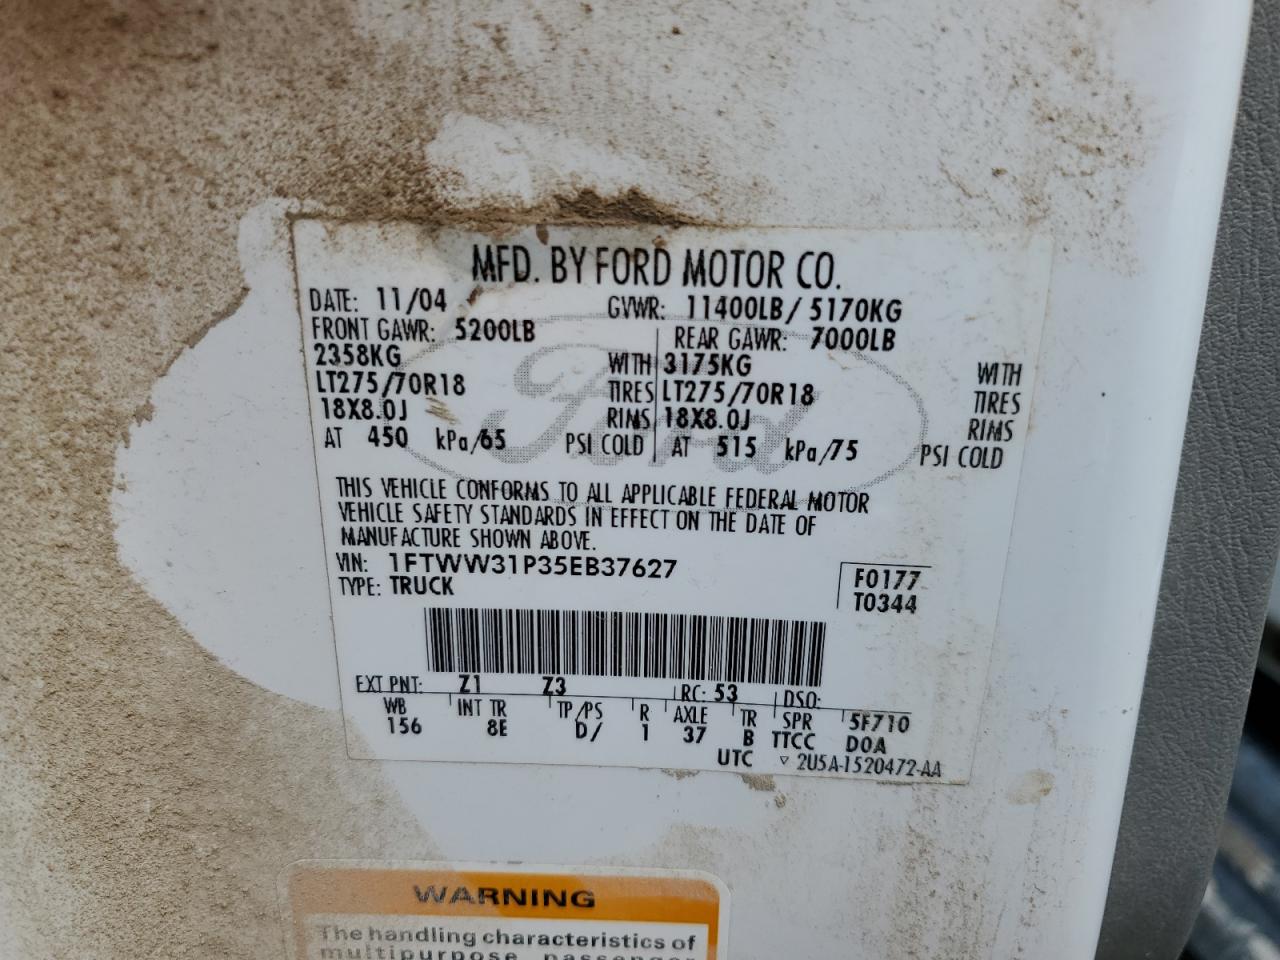 MFD. BY FORD MOTOR CO.
DATE: 11/04 GVWR: 11400LB/ 5170KG
FRONT GAWR: 5200LB REAR GAWR: 7000LB
2358KG WITH 3175KG WITH
LT275/70R18 TIRES LT275/70R18 TIRES
18X8.0J RIMS 18X8.0J RIMS
AT 450 kPa/65 PSI COLD AT 515 kPa/75 PSI COLD
Ford
THIS VEHICLE CONFORMS TO ALL APPLICABLE FEDERAL MOTOR
VEHICLE SAFETY STANDARDS IN EFFECT ON THE DATE OF
MANUFACTURE SHOWN ABOVE.
VIN: 1FTWW31P35EB37627
TYPE: TRUCK
F0177
T0344
EXT PNT: Z1 Z3 RC: 53 DSO:
WB INT TR TP/PS R AXLE TR SPR 5F710
156 8E D/ 1 37 B TTCC DOA
UTC ▽ 2U5A-1520472-AA
WARNING
The handling characteristics of
multipurpose passenger